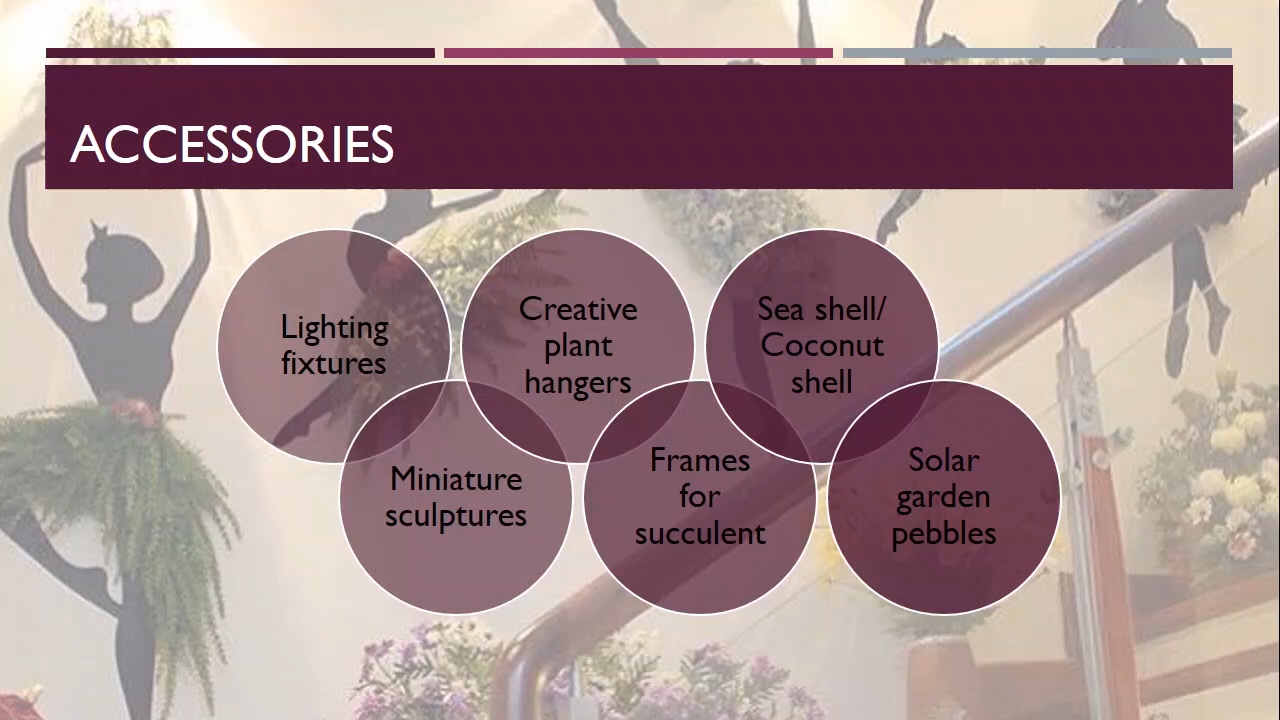 ACCESSORIES
Lighting
fixtures
Creative
plant
hangers
Sea shell/
Coconut
shell
Miniature
sculptures
Frames
for
succulent
Solar
garden
pebbles